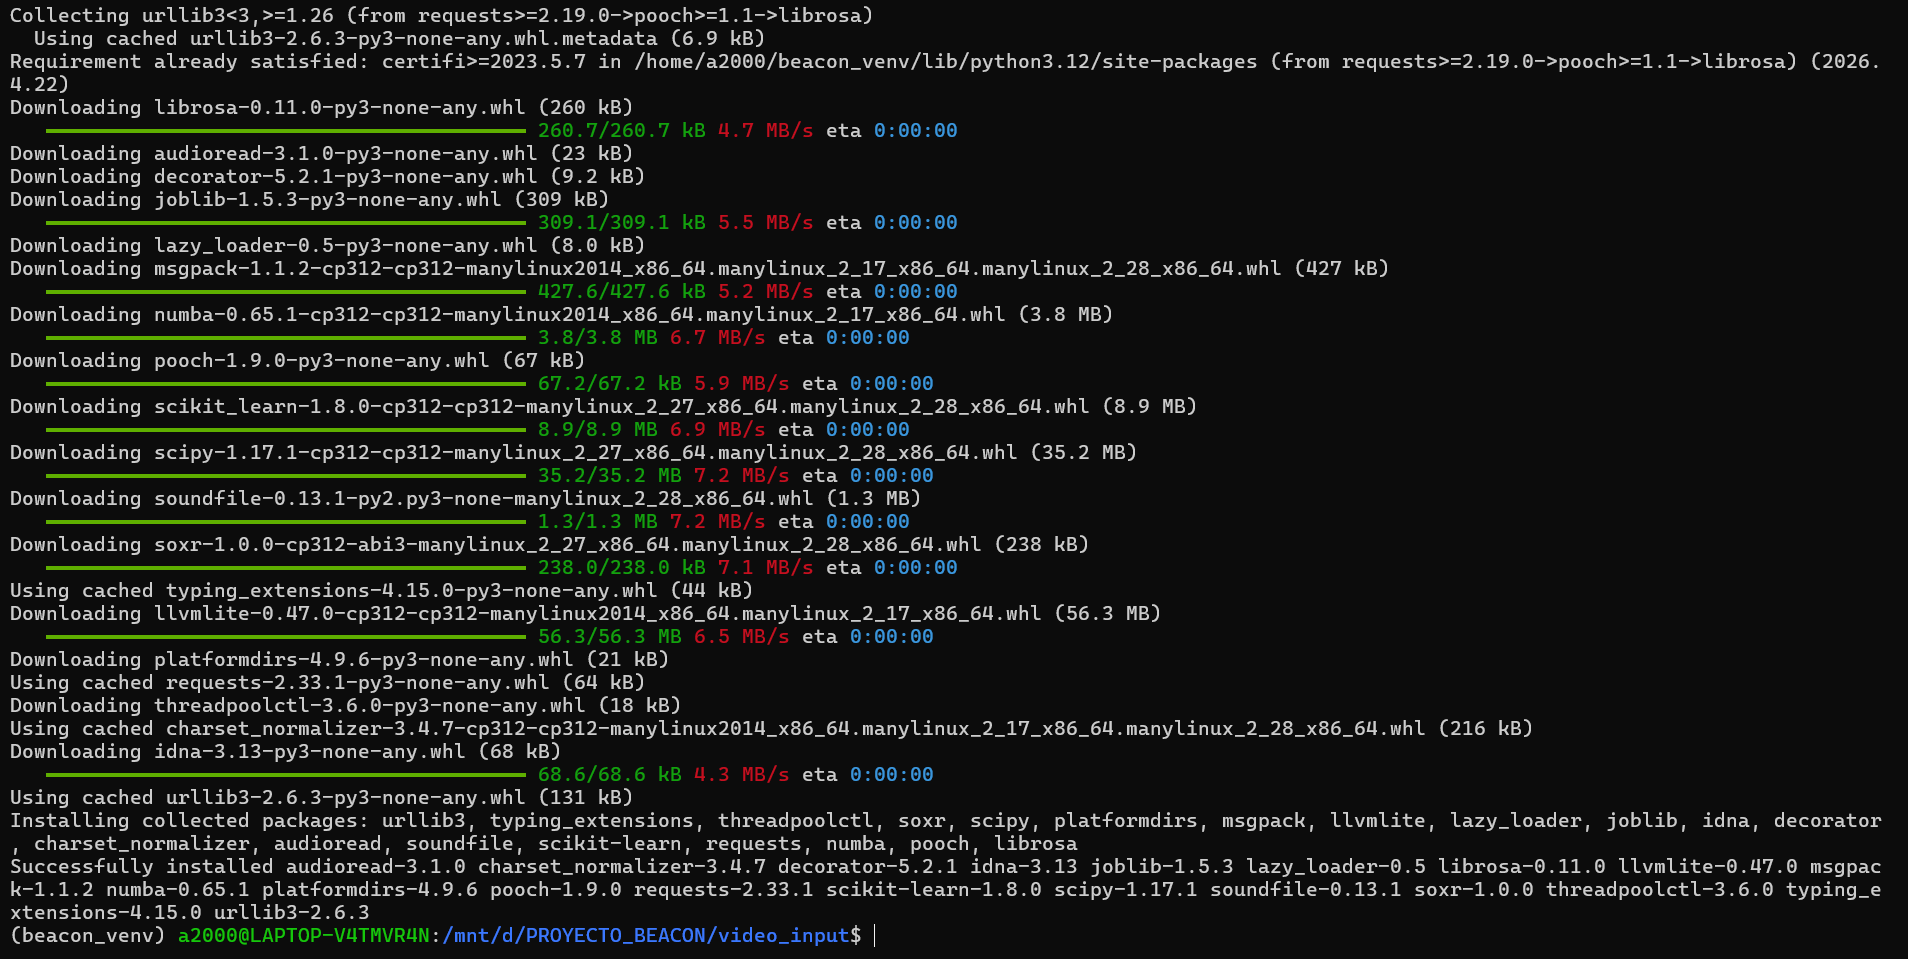 Collecting urllib3<3,>=1.26 (from requests>=2.19.0->pooch>=1.1->librosa)
  Using cached urllib3-2.6.3-py3-none-any.whl.metadata (6.9 kB)
Requirement already satisfied: certifi>=2023.5.7 in /home/a2000/beacon_venv/lib/python3.12/site-packages (from requests>=2.19.0->pooch>=1.1->librosa) (2026.
4.22)
Downloading librosa-0.11.0-py3-none-any.whl (260 kB)
260.7/260.7 kB 4.7 MB/s eta 0:00:00
Downloading audioread-3.1.0-py3-none-any.whl (23 kB)
Downloading decorator-5.2.1-py3-none-any.whl (9.2 kB)
Downloading joblib-1.5.3-py3-none-any.whl (309 kB)
309.1/309.1 kB 5.5 MB/s eta 0:00:00
Downloading lazy_loader-0.5-py3-none-any.whl (8.0 kB)
Downloading msgpack-1.1.2-cp312-cp312-manylinux2014_x86_64.manylinux_2_17_x86_64.manylinux_2_28_x86_64.whl (427 kB)
427.6/427.6 kB 5.2 MB/s eta 0:00:00
Downloading numba-0.65.1-cp312-cp312-manylinux2014_x86_64.manylinux_2_17_x86_64.whl (3.8 MB)
3.8/3.8 MB 6.7 MB/s eta 0:00:00
Downloading pooch-1.9.0-py3-none-any.whl (67 kB)
67.2/67.2 kB 5.9 MB/s eta 0:00:00
Downloading scikit_learn-1.8.0-cp312-cp312-manylinux_2_27_x86_64.manylinux_2_28_x86_64.whl (8.9 MB)
8.9/8.9 MB 6.9 MB/s eta 0:00:00
Downloading scipy-1.17.1-cp312-cp312-manylinux_2_27_x86_64.manylinux_2_28_x86_64.whl (35.2 MB)
35.2/35.2 MB 7.2 MB/s eta 0:00:00
Downloading soundfile-0.13.1-py2.py3-none-manylinux_2_28_x86_64.whl (1.3 MB)
1.3/1.3 MB 7.2 MB/s eta 0:00:00
Downloading soxr-1.0.0-cp312-abi3-manylinux_2_27_x86_64.manylinux_2_28_x86_64.whl (238 kB)
238.0/238.0 kB 7.1 MB/s eta 0:00:00
Using cached typing_extensions-4.15.0-py3-none-any.whl (44 kB)
Downloading llvmlite-0.47.0-cp312-cp312-manylinux2014_x86_64.manylinux_2_17_x86_64.whl (56.3 MB)
56.3/56.3 MB 6.5 MB/s eta 0:00:00
Downloading platformdirs-4.9.6-py3-none-any.whl (21 kB)
Using cached requests-2.33.1-py3-none-any.whl (64 kB)
Downloading threadpoolctl-3.6.0-py3-none-any.whl (18 kB)
Using cached charset_normalizer-3.4.7-cp312-cp312-manylinux2014_x86_64.manylinux_2_17_x86_64.manylinux_2_28_x86_64.whl (216 kB)
Downloading idna-3.13-py3-none-any.whl (68 kB)
68.6/68.6 kB 4.3 MB/s eta 0:00:00
Using cached urllib3-2.6.3-py3-none-any.whl (131 kB)
Installing collected packages: urllib3, typing_extensions, threadpoolctl, soxr, scipy, platformdirs, msgpack, llvmlite, lazy_loader, joblib, idna, decorator
, charset_normalizer, audioread, soundfile, scikit-learn, requests, numba, pooch, librosa
Successfully installed audioread-3.1.0 charset_normalizer-3.4.7 decorator-5.2.1 idna-3.13 joblib-1.5.3 lazy_loader-0.5 librosa-0.11.0 llvmlite-0.47.0 msgpac
k-1.1.2 numba-0.65.1 platformdirs-4.9.6 pooch-1.9.0 requests-2.33.1 scikit-learn-1.8.0 scipy-1.17.1 soundfile-0.13.1 soxr-1.0.0 threadpoolctl-3.6.0 typing_e
xtensions-4.15.0 urllib3-2.6.3
(beacon_venv) a2000@LAPTOP-V4TMVR4N:/mnt/d/PROYECTO_BEACON/video_input$